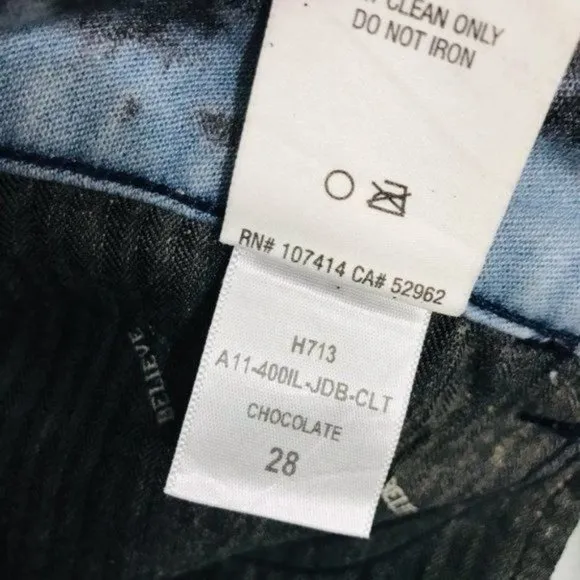 CLEAN ONLY
DO NOT IRON
RN# 107414 CA# 52962
H713
A11-400IL-JDB-CLT
CHOCOLATE
28
BELIEVE